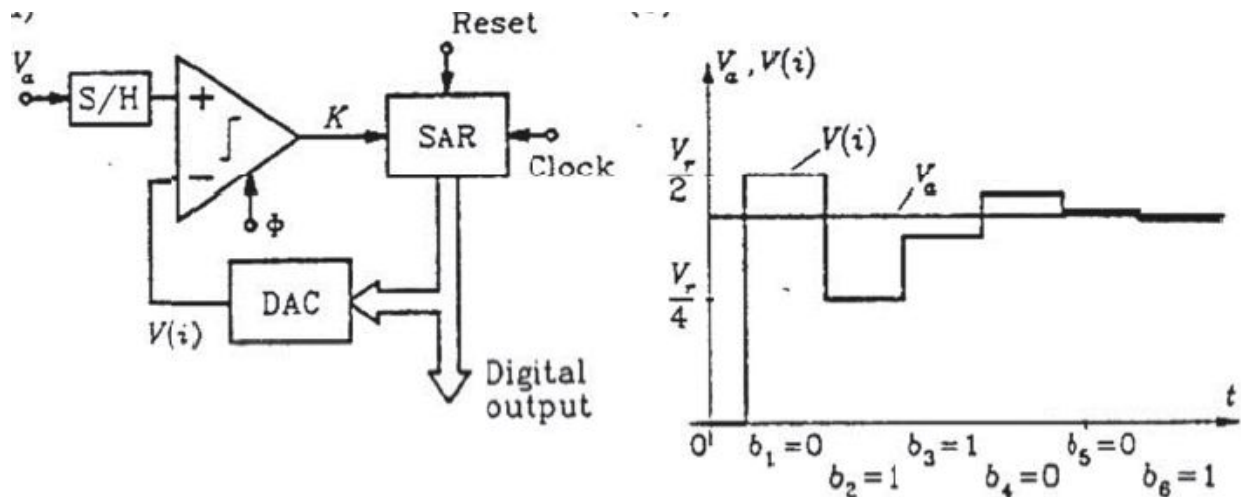 Reset
V_a
S/H
+
K
SAR
−
Clock
Φ
DAC
V(i)
Digital
output
V_a, V(i)
V(i)
V_r/2
V_a
V_r/4
t
0
b_1=0
b_3=1
b_5=0
b_2=1
b_4=0
b_6=1